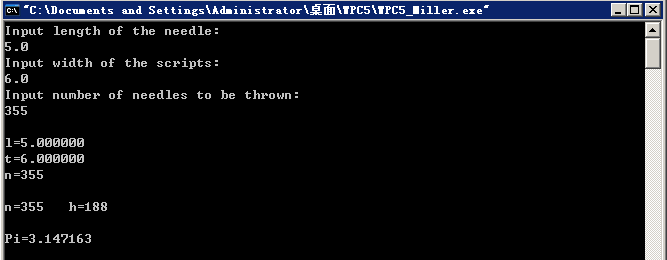 "C:\Documents and Settings\Administrator\桌面\WPC5\WPC5_Miller.exe"
Input length of the needle:
5.0
Input width of the scripts:
6.0
Input number of needles to be thrown:
355
l=5.000000
t=6.000000
n=355
n=355 h=188
Pi=3.147163